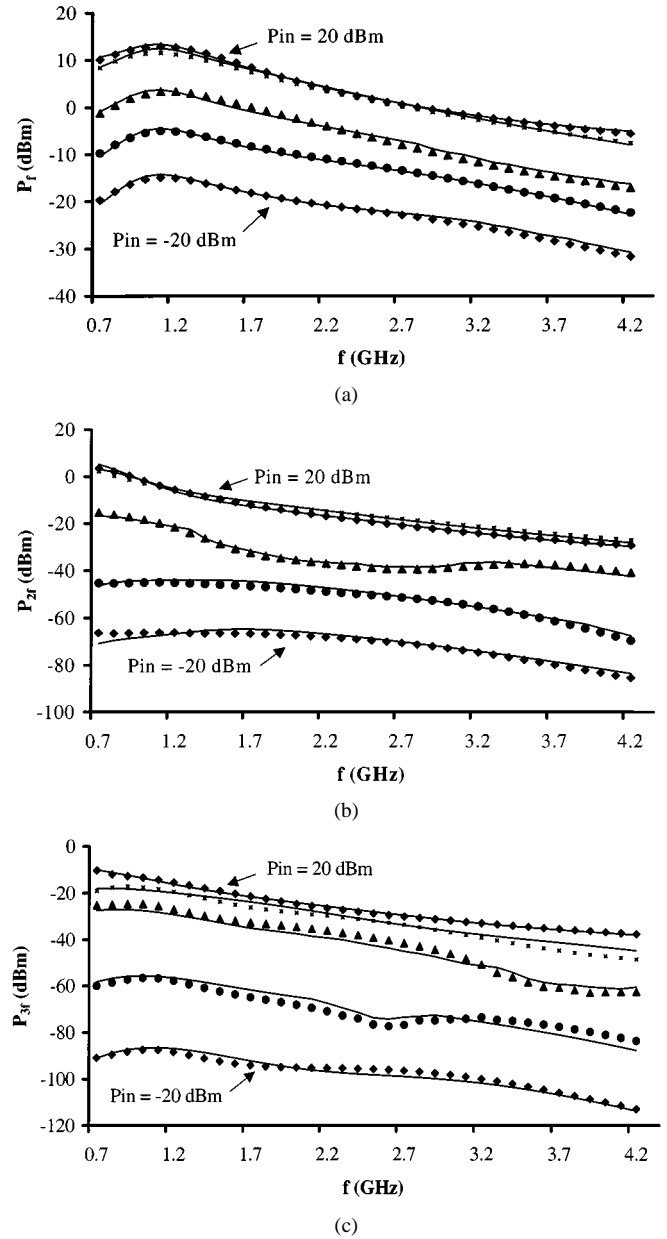 20
10
0
-10
-20
-30
-40
P_f (dBm)
Pin = 20 dBm
Pin = -20 dBm
0.7 1.2 1.7 2.2 2.7 3.2 3.7 4.2
f (GHz)
(a)
20
0
-20
-40
-60
-80
-100
P_2f (dBm)
Pin = 20 dBm
Pin = -20 dBm
0.7 1.2 1.7 2.2 2.7 3.2 3.7 4.2
f (GHz)
(b)
0
-20
-40
-60
-80
-100
-120
P_3f (dBm)
Pin = 20 dBm
Pin = -20 dBm
0.7 1.2 1.7 2.2 2.7 3.2 3.7 4.2
f (GHz)
(c)